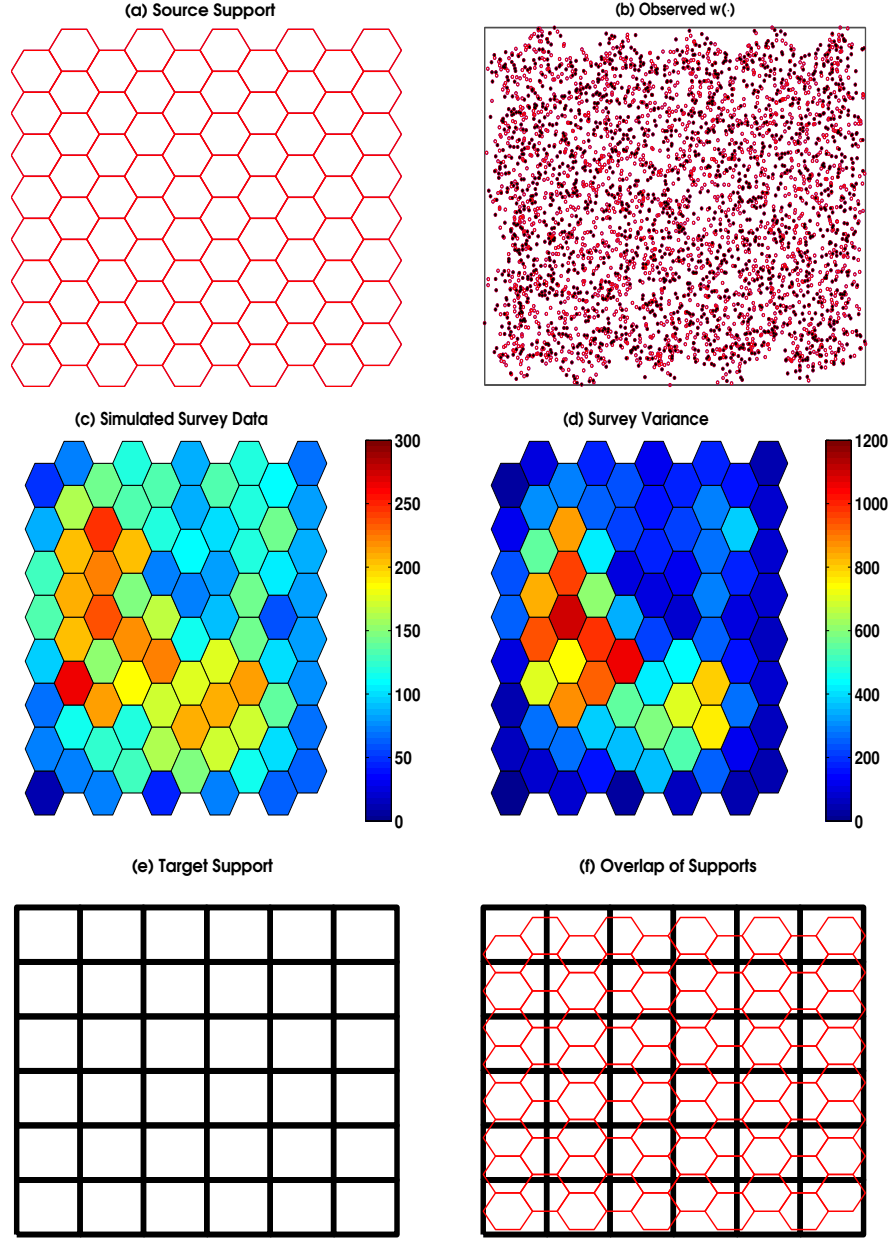 (a) Source Support
(b) Observed w(·)
(c) Simulated Survey Data
300
250
200
150
100
50
0
(d) Survey Variance
1200
1000
800
600
400
200
0
(e) Target Support
(f) Overlap of Supports